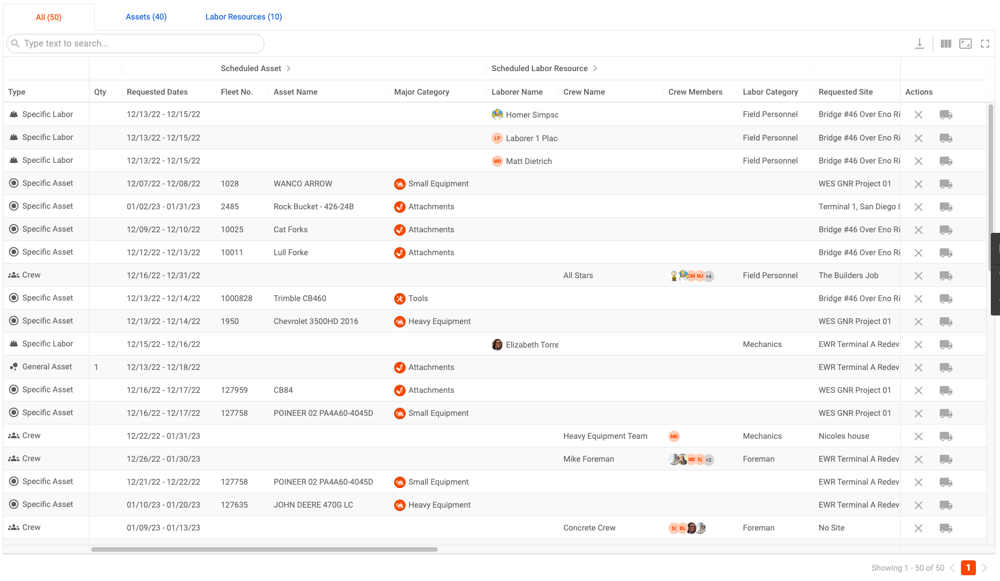 All (50) Assets (40) Labor Resources (10)
Type text to search...
Scheduled Asset Scheduled Labor Resource
Type Qty Requested Dates Fleet No. Asset Name Major Category Laborer Name Crew Name Crew Members Labor Category Requested Site Actions
Specific Labor 12/13/22 - 12/15/22 Homer Simpsc Field Personnel Bridge #46 Over Eno Ri
Specific Labor 12/13/22 - 12/15/22 LP Laborer 1 Plac Field Personnel Bridge #46 Over Eno Ri
Specific Labor 12/13/22 - 12/15/22 MD Matt Dietrich Field Personnel Bridge #46 Over Eno Ri
Specific Asset 12/07/22 - 12/08/22 1028 WANCO ARROW Small Equipment WES GNR Project 01
Specific Asset 01/02/23 - 01/31/23 2485 Rock Bucket - 426-24B Attachments Terminal 1, San Diego
Specific Asset 12/09/22 - 12/10/22 10025 Cat Forks Attachments Bridge #46 Over Eno Ri
Specific Asset 12/12/22 - 12/13/22 10011 Lull Forke Attachments Bridge #46 Over Eno Ri
Crew 12/16/22 - 12/31/22 All Stars CM MJ +4 Field Personnel The Builders Job
Specific Asset 12/13/22 - 12/14/22 1000828 Trimble CB460 Tools Bridge #46 Over Eno Ri
Specific Asset 12/13/22 - 12/14/22 1950 Chevrolet 3500HD 2016 Heavy Equipment WES GNR Project 01
Specific Labor 12/15/22 - 12/16/22 Elizabeth Torre Mechanics EWR Terminal A Redev
General Asset 1 12/13/22 - 12/18/22 Attachments EWR Terminal A Redev
Specific Asset 12/16/22 - 12/17/22 127959 CB84 Attachments WES GNR Project 01
Specific Asset 12/16/22 - 12/17/22 127758 POINEER 02 PA4A60-4045D Small Equipment WES GNR Project 01
Crew 12/22/22 - 01/31/23 Heavy Equipment Team MD Mechanics Nicoles house
Crew 12/26/22 - 01/30/23 Mike Foreman MD S( +2 Foreman EWR Terminal A Redev
Specific Asset 12/21/22 - 12/22/22 127758 POINEER 02 PA4A60-4045D Small Equipment EWR Terminal A Redev
Specific Asset 01/10/23 - 01/20/23 127635 JOHN DEERE 470G LC Heavy Equipment EWR Terminal A Redev
Crew 01/09/23 - 01/13/23 Concrete Crew S( BL Foreman No Site
Showing 1 - 50 of 50 1